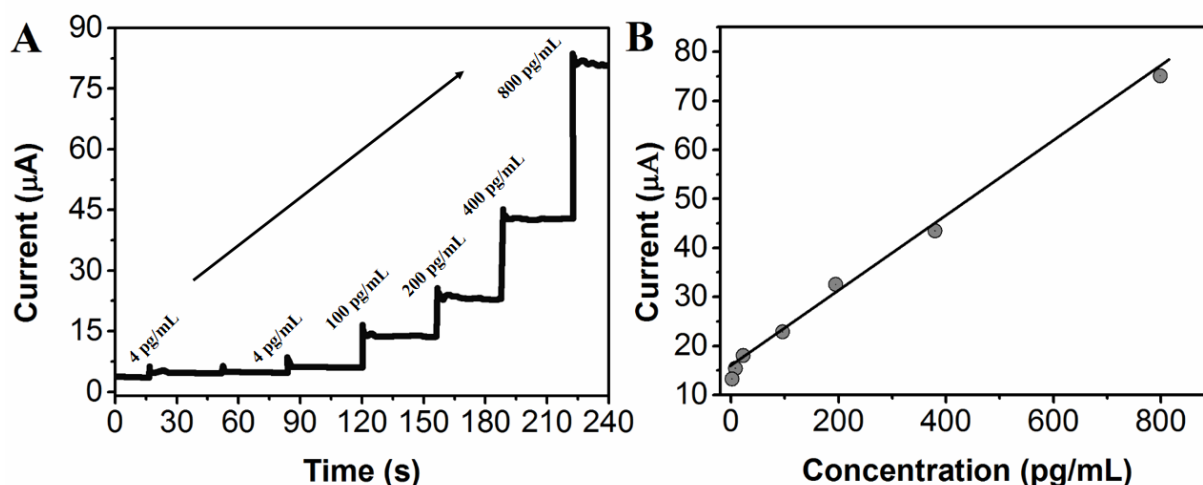 A
Current (µA)
90
75
60
45
30
15
0
4 pg/mL
4 pg/mL
100 pg/mL
200 pg/mL
400 pg/mL
800 pg/mL
0 30 60 90 120 150 180 210 240
Time (s)
B
Current (µA)
80
70
60
50
40
30
20
10
0 200 400 600 800
Concentration (pg/mL)